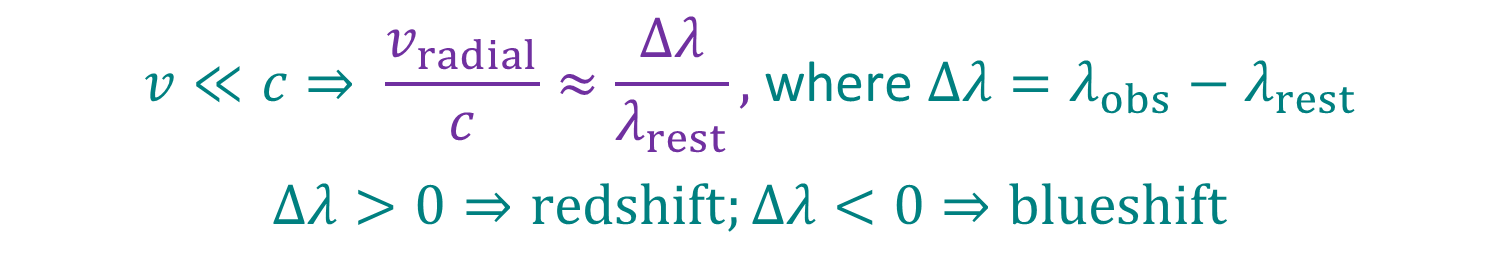 v ≪ c ⇒ v_radial/c ≈ Δλ/λ_rest, where Δλ = λ_obs − λ_rest
Δλ > 0 ⇒ redshift; Δλ < 0 ⇒ blueshift